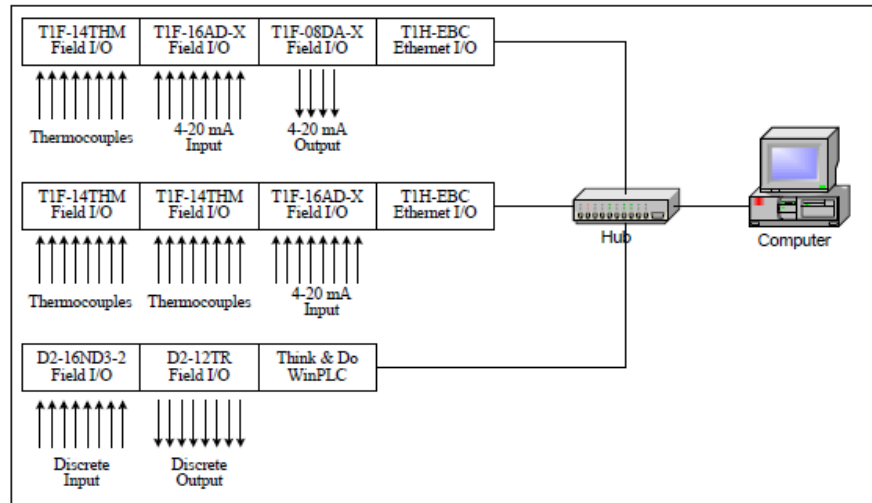 T1F-14THM T1F-16AD-X T1F-08DA-X T1H-EBC
Field I/O Field I/O Field I/O Ethernet I/O
Thermocouples 4-20 mA 4-20 mA
Input Output
T1F-14THM T1F-14THM T1F-16AD-X T1H-EBC
Field I/O Field I/O Field I/O Ethernet I/O
Hub Computer
Thermocouples Thermocouples 4-20 mA
Input
D2-16ND3-2 D2-12TR Think & Do
Field I/O Field I/O WinPLC
Discrete Discrete
Input Output